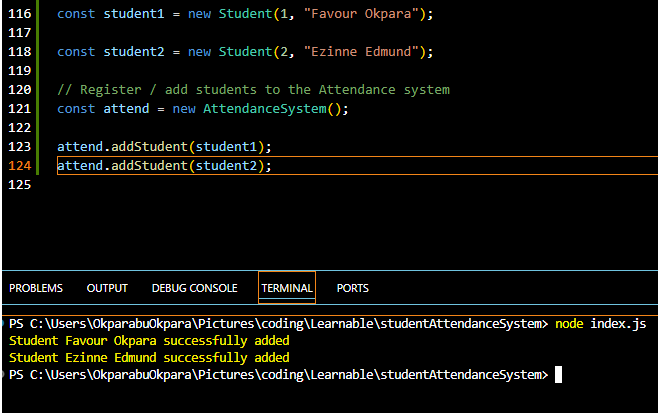 116 const student1 = new Student(1, "Favour Okpara");
117
118 const student2 = new Student(2, "Ezinne Edmund");
119
120 // Register / add students to the Attendance system
121 const attend = new AttendanceSystem();
122
123 attend.addStudent(student1);
124 attend.addStudent(student2);
125
PROBLEMS OUTPUT DEBUG CONSOLE TERMINAL PORTS
PS C:\Users\OkparabuOkpara\Pictures\coding\Learnable\studentAttendanceSystem> node index.js
Student Favour Okpara successfully added
Student Ezinne Edmund successfully added
PS C:\Users\OkparabuOkpara\Pictures\coding\Learnable\studentAttendanceSystem>